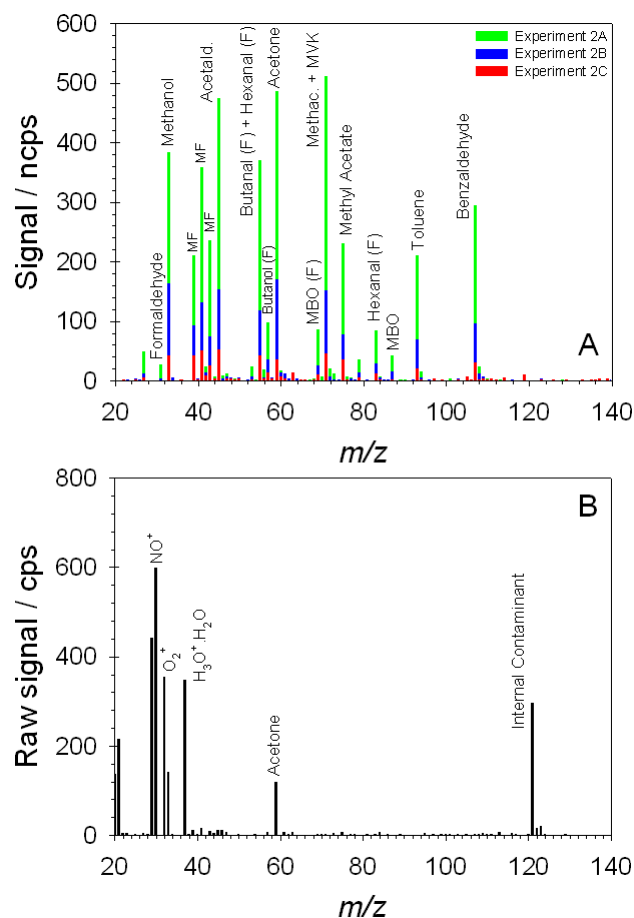 600
500
400
300
200
100
0
Signal / ncps
Experiment 2A
Experiment 2B
Experiment 2C
Formaldehyde
Methanol
MF
MF
Acetald.
MF
Butanal (F) + Hexanal (F)
Butanol (F)
Acetone
MBO (F)
Methac. + MVK
Methyl Acetate
Hexanal (F)
MBO
Toluene
Benzaldehyde
A
20 40 60 80 100 120 140
m/z
800
600
400
200
0
Raw signal / cps
B
NO+
O2+
H3O+.H2O
Acetone
Internal Contaminant
20 40 60 80 100 120 140
m/z